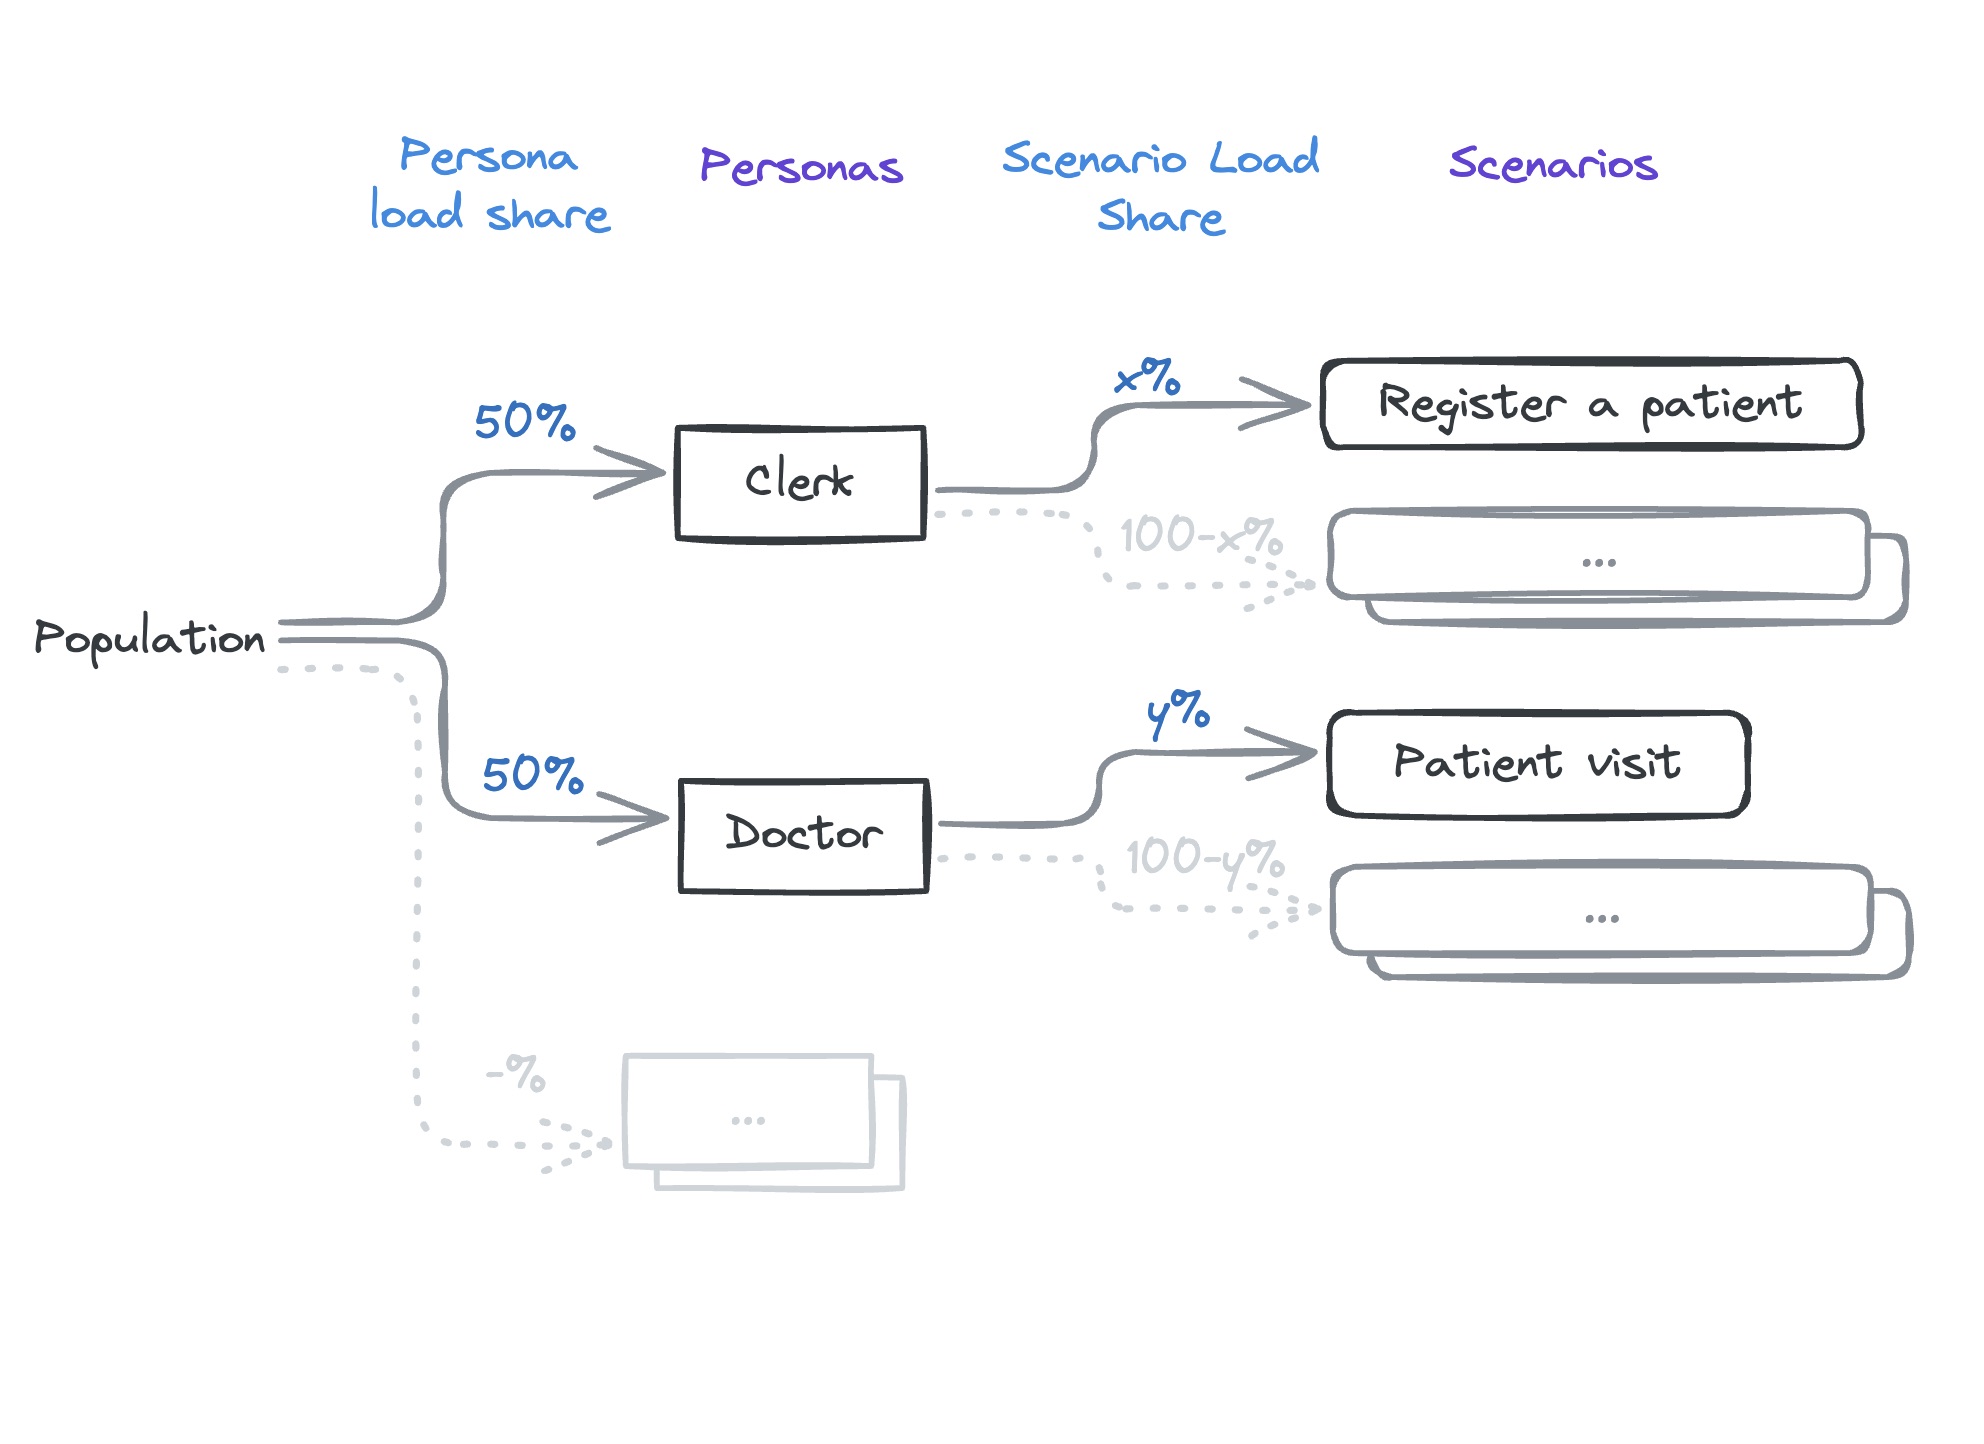 Persona
load share
Personas
Scenario Load
Share
Scenarios
Population
50%
Clerk
x%
Register a patient
100-x%
...
50%
Doctor
y%
Patient visit
100-y%
...
-%
...